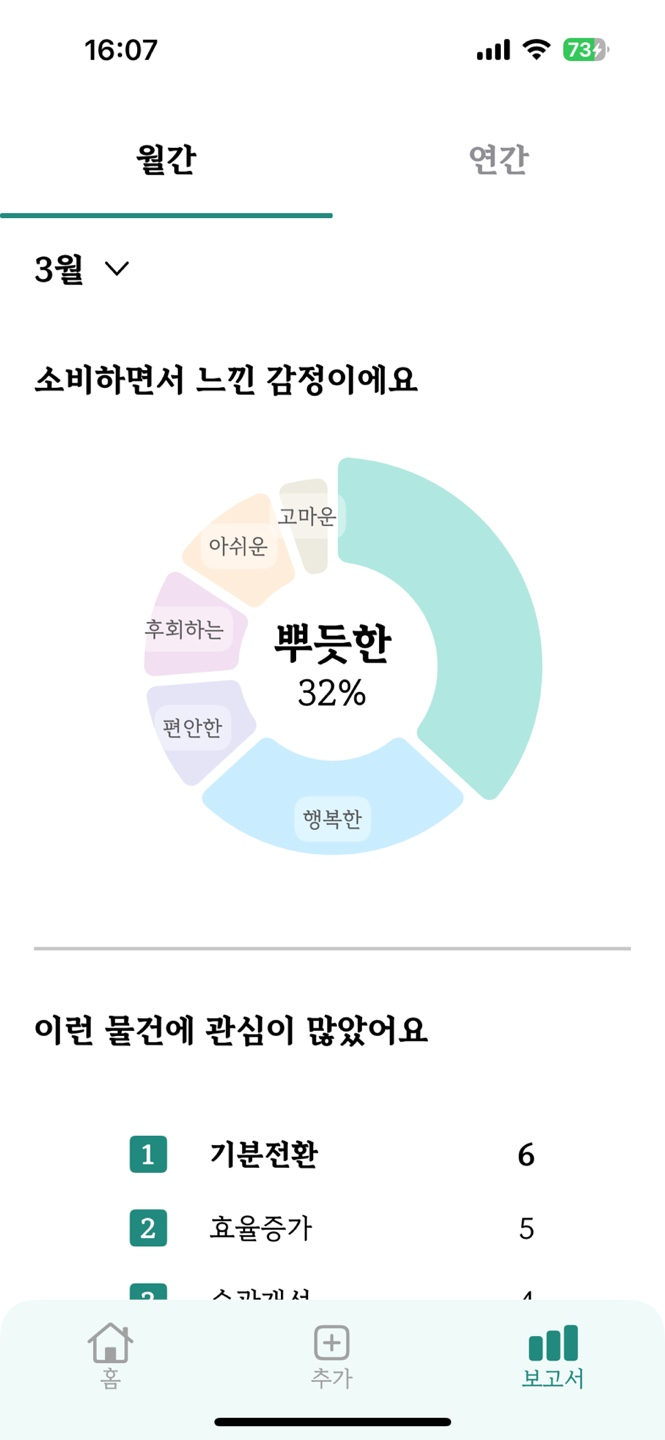 16:07
73
월간
연간
3월
소비하면서 느낀 감정이에요
고마운
아쉬운
후회하는
뿌듯한
32%
편안한
행복한
이런 물건에 관심이 많았어요
1 기분전환 6
2 효율증가 5
홈
추가
보고서